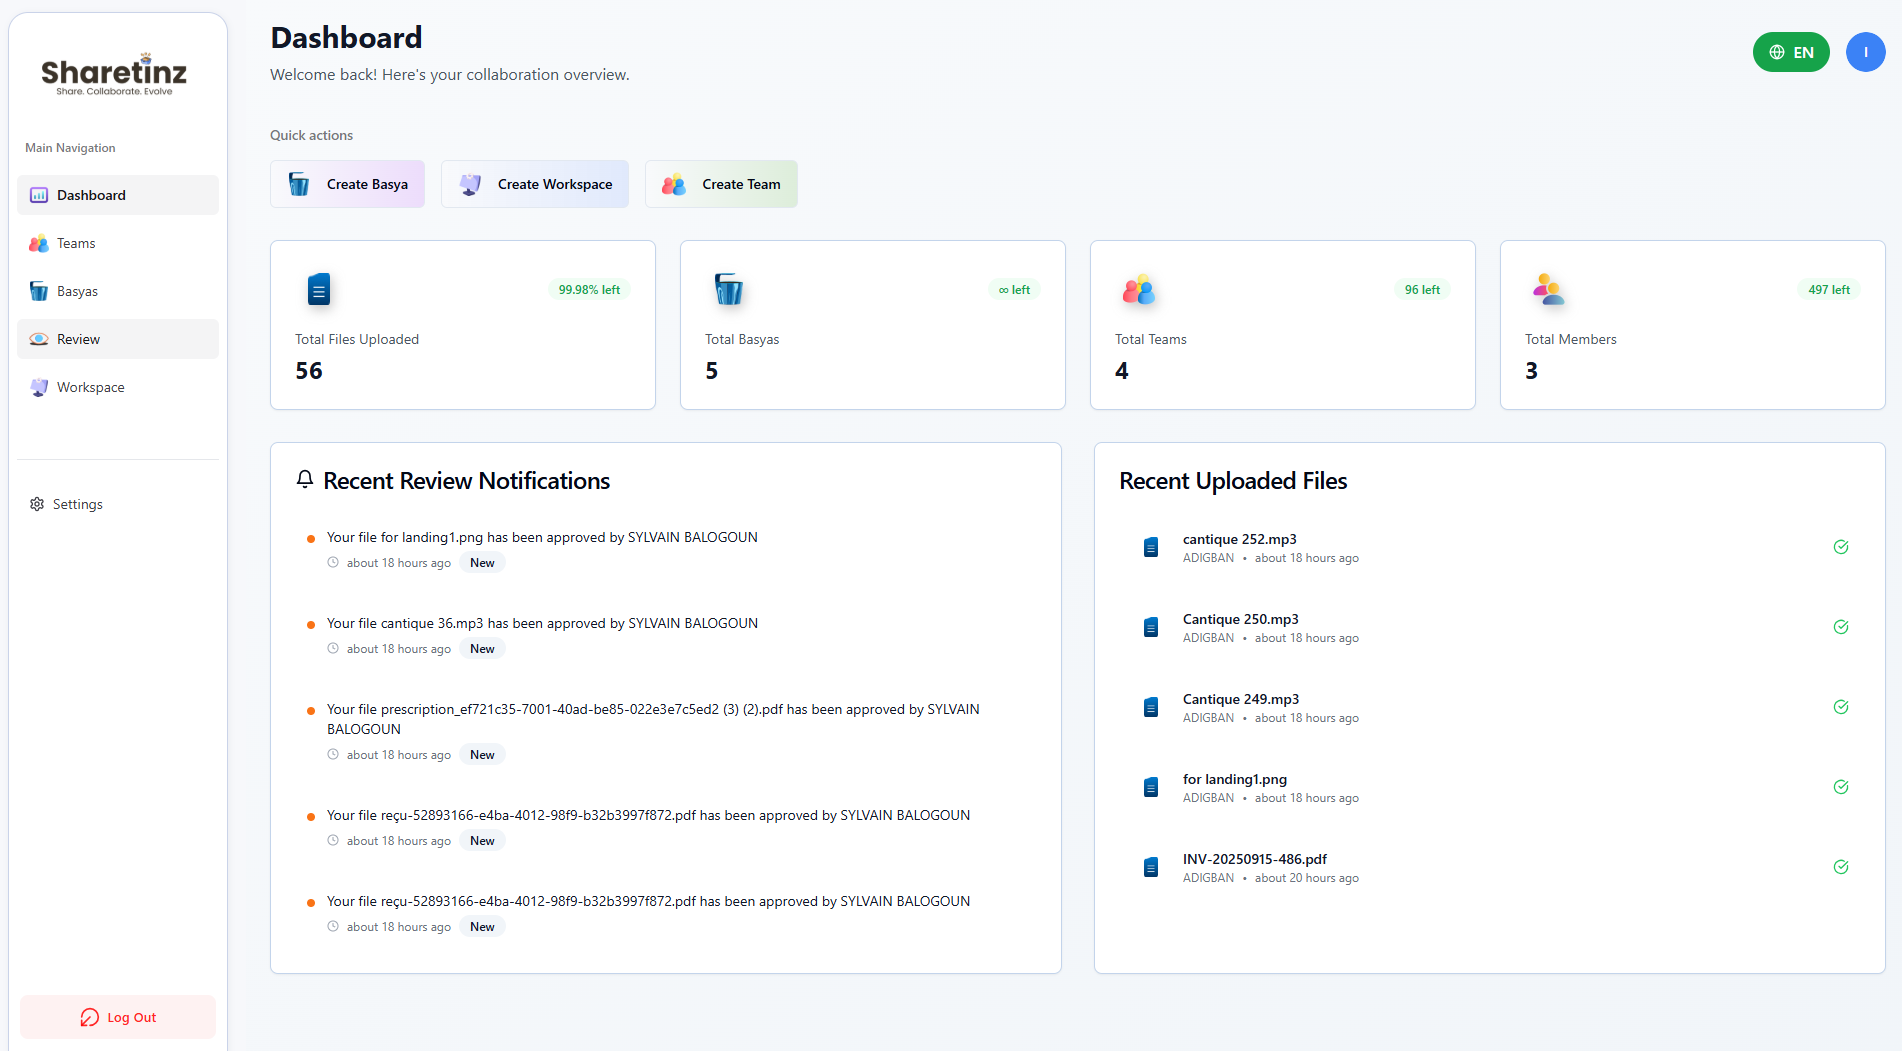 Sharetinz
Share. Collaborate. Evolve
Main Navigation
Dashboard
Teams
Basyas
Review
Workspace
Settings
Log Out
Dashboard
Welcome back! Here's your collaboration overview.
EN
I
Quick actions
Create Basya
Create Workspace
Create Team
99.98% left
Total Files Uploaded
56
∞ left
Total Basyas
5
96 left
Total Teams
4
497 left
Total Members
3
Recent Review Notifications
Your file for landing1.png has been approved by SYLVAIN BALOGOUN
about 18 hours ago New
Your file cantique 36.mp3 has been approved by SYLVAIN BALOGOUN
about 18 hours ago New
Your file prescription_ef721c35-7001-40ad-be85-022e3e7c5ed2 (3) (2).pdf has been approved by SYLVAIN
BALOGOUN
about 18 hours ago New
Your file reçu-52893166-e4ba-4012-98f9-b32b3997f872.pdf has been approved by SYLVAIN BALOGOUN
about 18 hours ago New
Your file reçu-52893166-e4ba-4012-98f9-b32b3997f872.pdf has been approved by SYLVAIN BALOGOUN
about 18 hours ago New
Recent Uploaded Files
cantique 252.mp3
ADIGBAN • about 18 hours ago
Cantique 250.mp3
ADIGBAN • about 18 hours ago
Cantique 249.mp3
ADIGBAN • about 18 hours ago
for landing1.png
ADIGBAN • about 18 hours ago
INV-20250915-486.pdf
ADIGBAN • about 20 hours ago